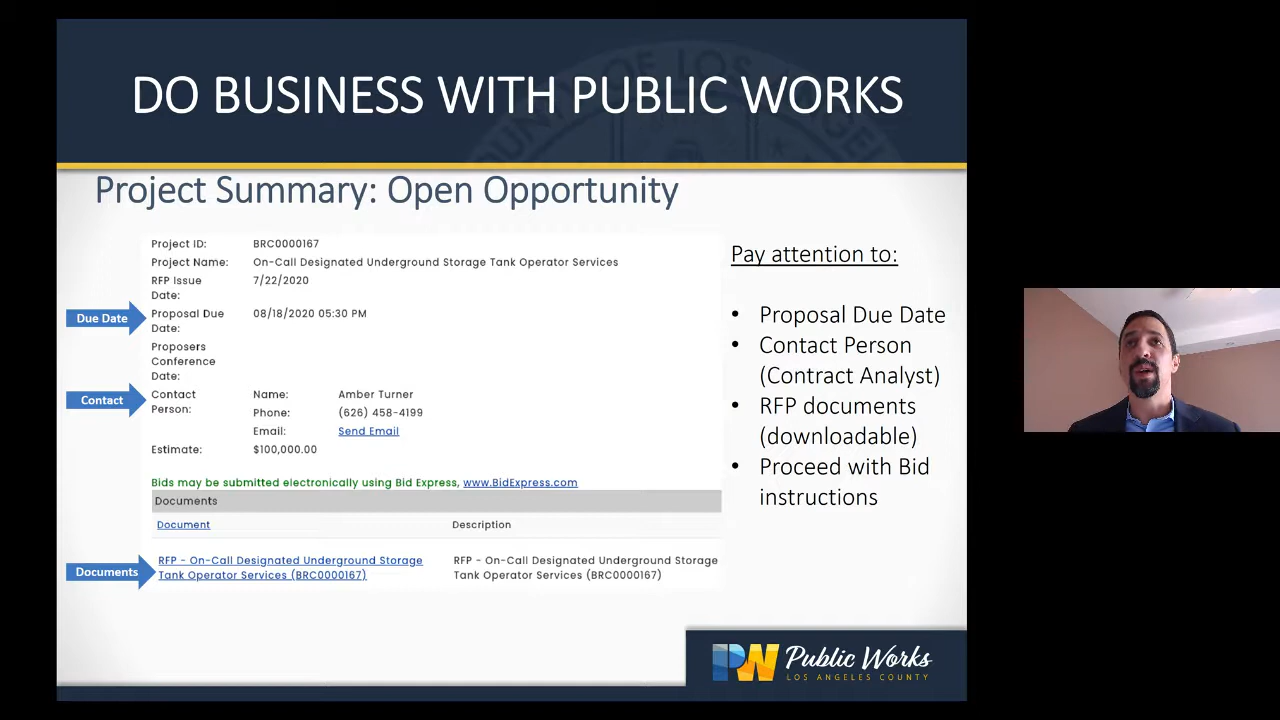 DO BUSINESS WITH PUBLIC WORKS
COUNTY OF LOS ANGELES
Project Summary: Open Opportunity
Project ID: BRC0000167
Project Name: On-Call Designated Underground Storage Tank Operator Services
RFP Issue 7/22/2020
Date:
Due Date
Proposal Due 08/18/2020 05:30 PM
Date:
Proposers
Conference
Date:
Contact
Contact Name: Amber Turner
Person: Phone: (626) 458-4199
Email: Send Email
Estimate: $100,000.00
Bids may be submitted electronically using Bid Express, www.BidExpress.com
Documents
Document Description
Documents
RFP - On-Call Designated Underground Storage RFP - On-Call Designated Underground Storage
Tank Operator Services (BRC0000167) Tank Operator Services (BRC0000167)
Pay attention to:
• Proposal Due Date
• Contact Person
(Contract Analyst)
• RFP documents
(downloadable)
• Proceed with Bid
instructions
PW Public Works
LOS ANGELES COUNTY